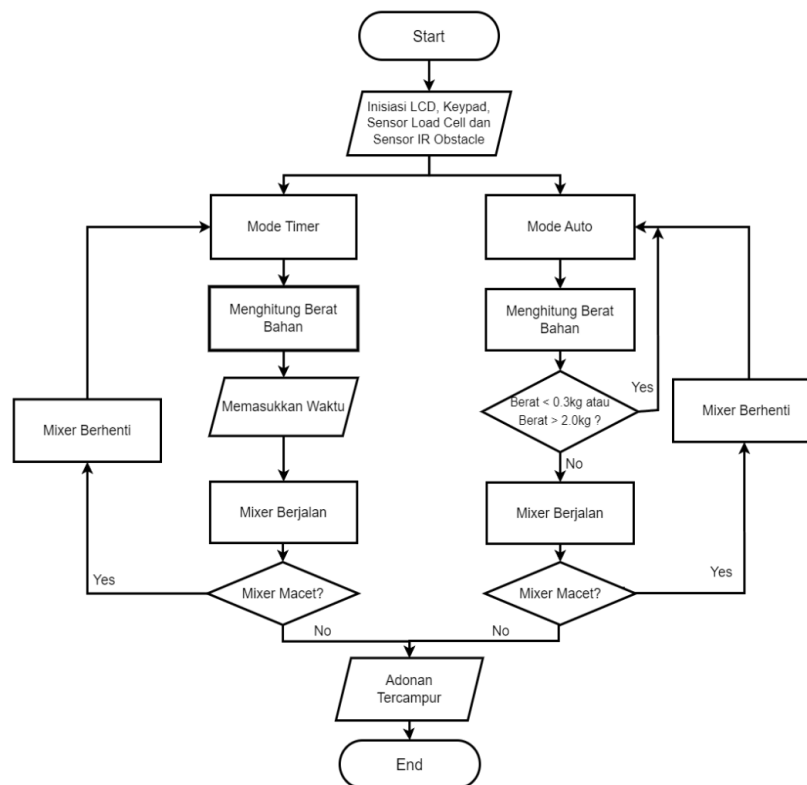 Start
Inisiasi LCD, Keypad,
Sensor Load Cell dan
Sensor IR Obstacle
Mode Timer
Mode Auto
Menghitung Berat
Bahan
Menghitung Berat
Bahan
Memasukkan Waktu
Berat < 0.3kg atau
Berat > 2.0kg ?
Yes
Mixer Berhenti
Mixer Berhenti
No
Mixer Berjalan
Mixer Berjalan
Yes
Mixer Macet?
Mixer Macet?
Yes
No
No
Adonan
Tercampur
End